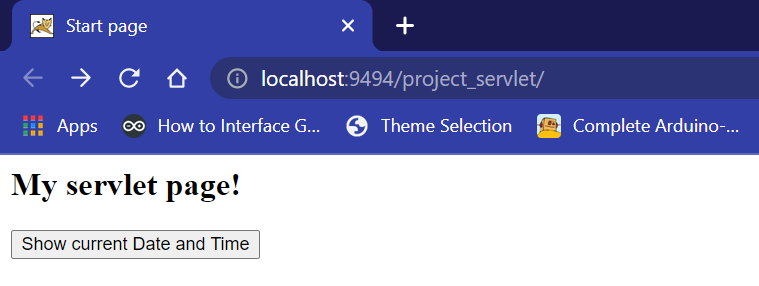 Start page
localhost:9494/project_servlet/
Apps How to Interface G... Theme Selection Complete Arduino-...
My servlet page!
Show current Date and Time